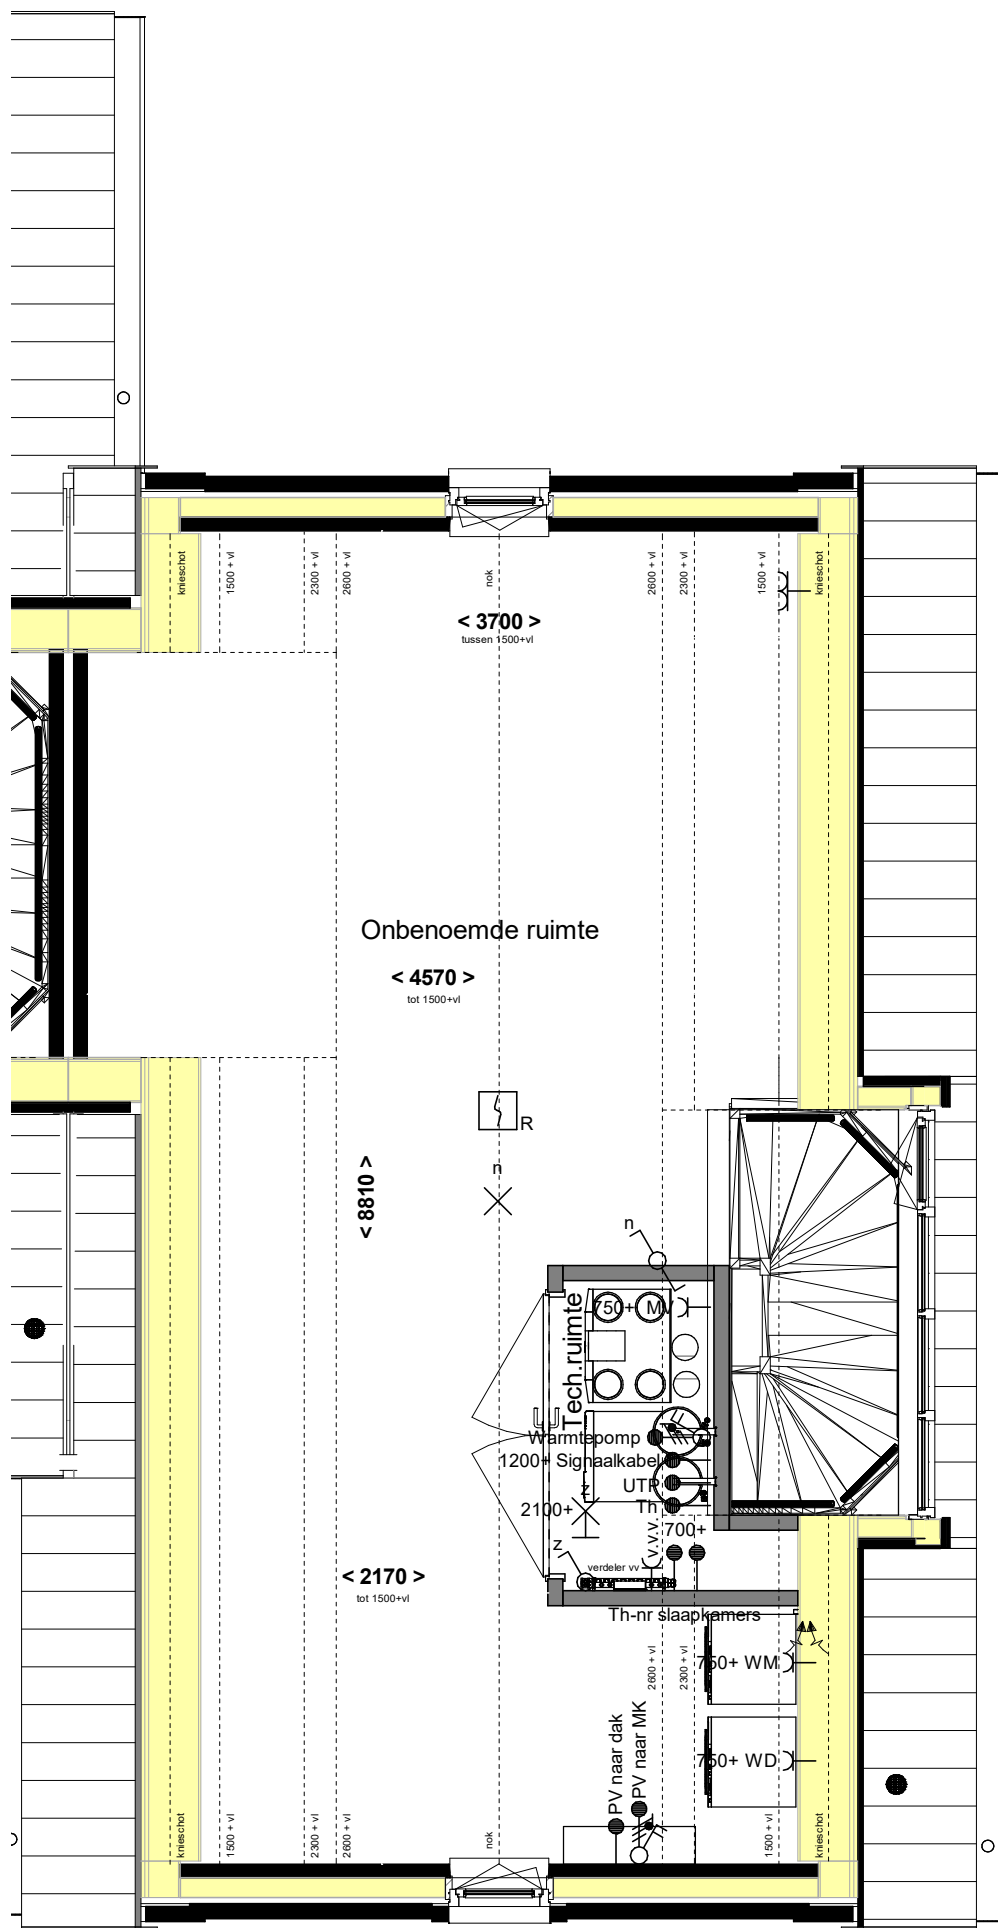 knieschot
1500 + vl
2300 + vl
2600 + vl
nok
2600 + vl
2300 + vl
1500 + vl
knieschot
< 3700 >
tussen 1500+vl
Onbenoemde ruimte
< 4570 >
tot 1500+vl
R
n
< 8810 >
n
Tech.ruimte
750+ MV
Warmtepomp
1200+ Signaalkabel
UTP
z
2100+
Th
700+
v.v.v.
z
verdeler vv
< 2170 >
tot 1500+vl
Th-nr slaapkamers
2600 + vl
2300 + vl
750+ WM
PV naar dak
PV naar MK
750+ WD
knieschot
1500 + vl
2300 + vl
2600 + vl
nok
1500 + vl
knieschot